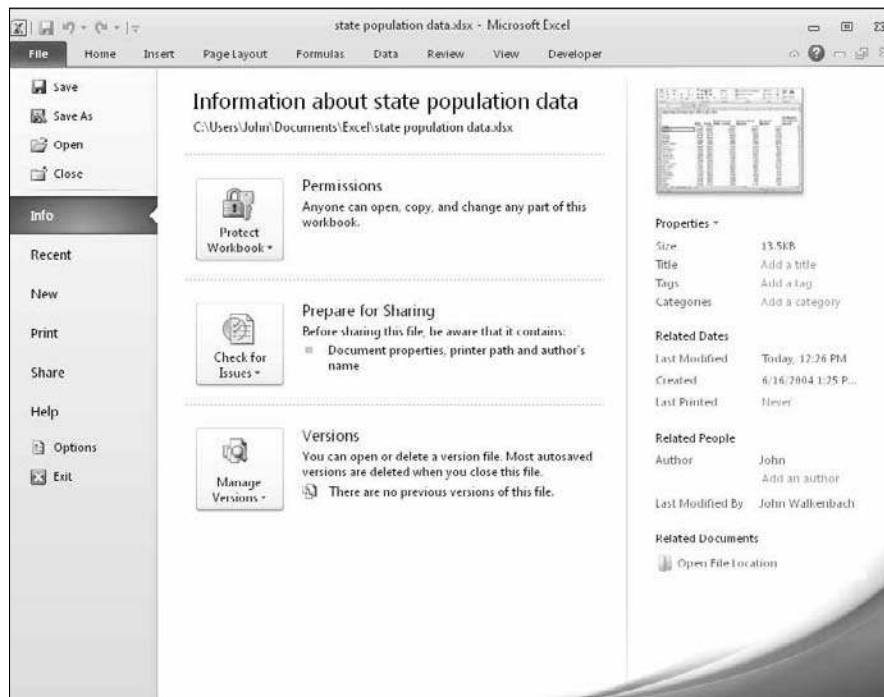 state population data.xlsx - Microsoft Excel
File Home Insert Page Layout Formulas Data Review View Developer
Save
Save As
Open
Close
Info
Recent
New
Print
Share
Help
Options
Exit
Information about state population data
C:\Users\John\Documents\Excel\state population data.xlsx
Protect
Workbook
Permissions
Anyone can open, copy, and change any part of this
workbook.
Check for
Issues
Prepare for Sharing
Before sharing this file, be aware that it contains:
Document properties, printer path and author's
name
Manage
Versions
Versions
You can open or delete a version file. Most autosaved
versions are deleted when you close this file.
There are no previous versions of this file.
Properties
Size 13.5KB
Title Add a title
Tags Add a tag
Categories Add a category
Related Dates
Last Modified Today, 12:26 PM
Created 6/16/2004 1:25 P...
Last Printed Never
Related People
Author John
Add an author
Last Modified By John Walkenbach
Related Documents
Open File Location